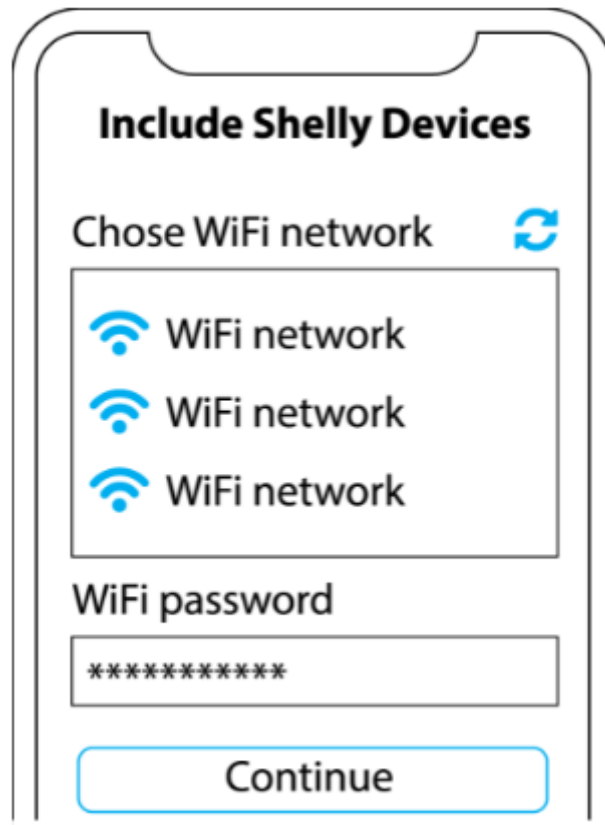 Include Shelly Devices
Chose WiFi network
WiFi network
WiFi network
WiFi network
WiFi password
***********
Continue